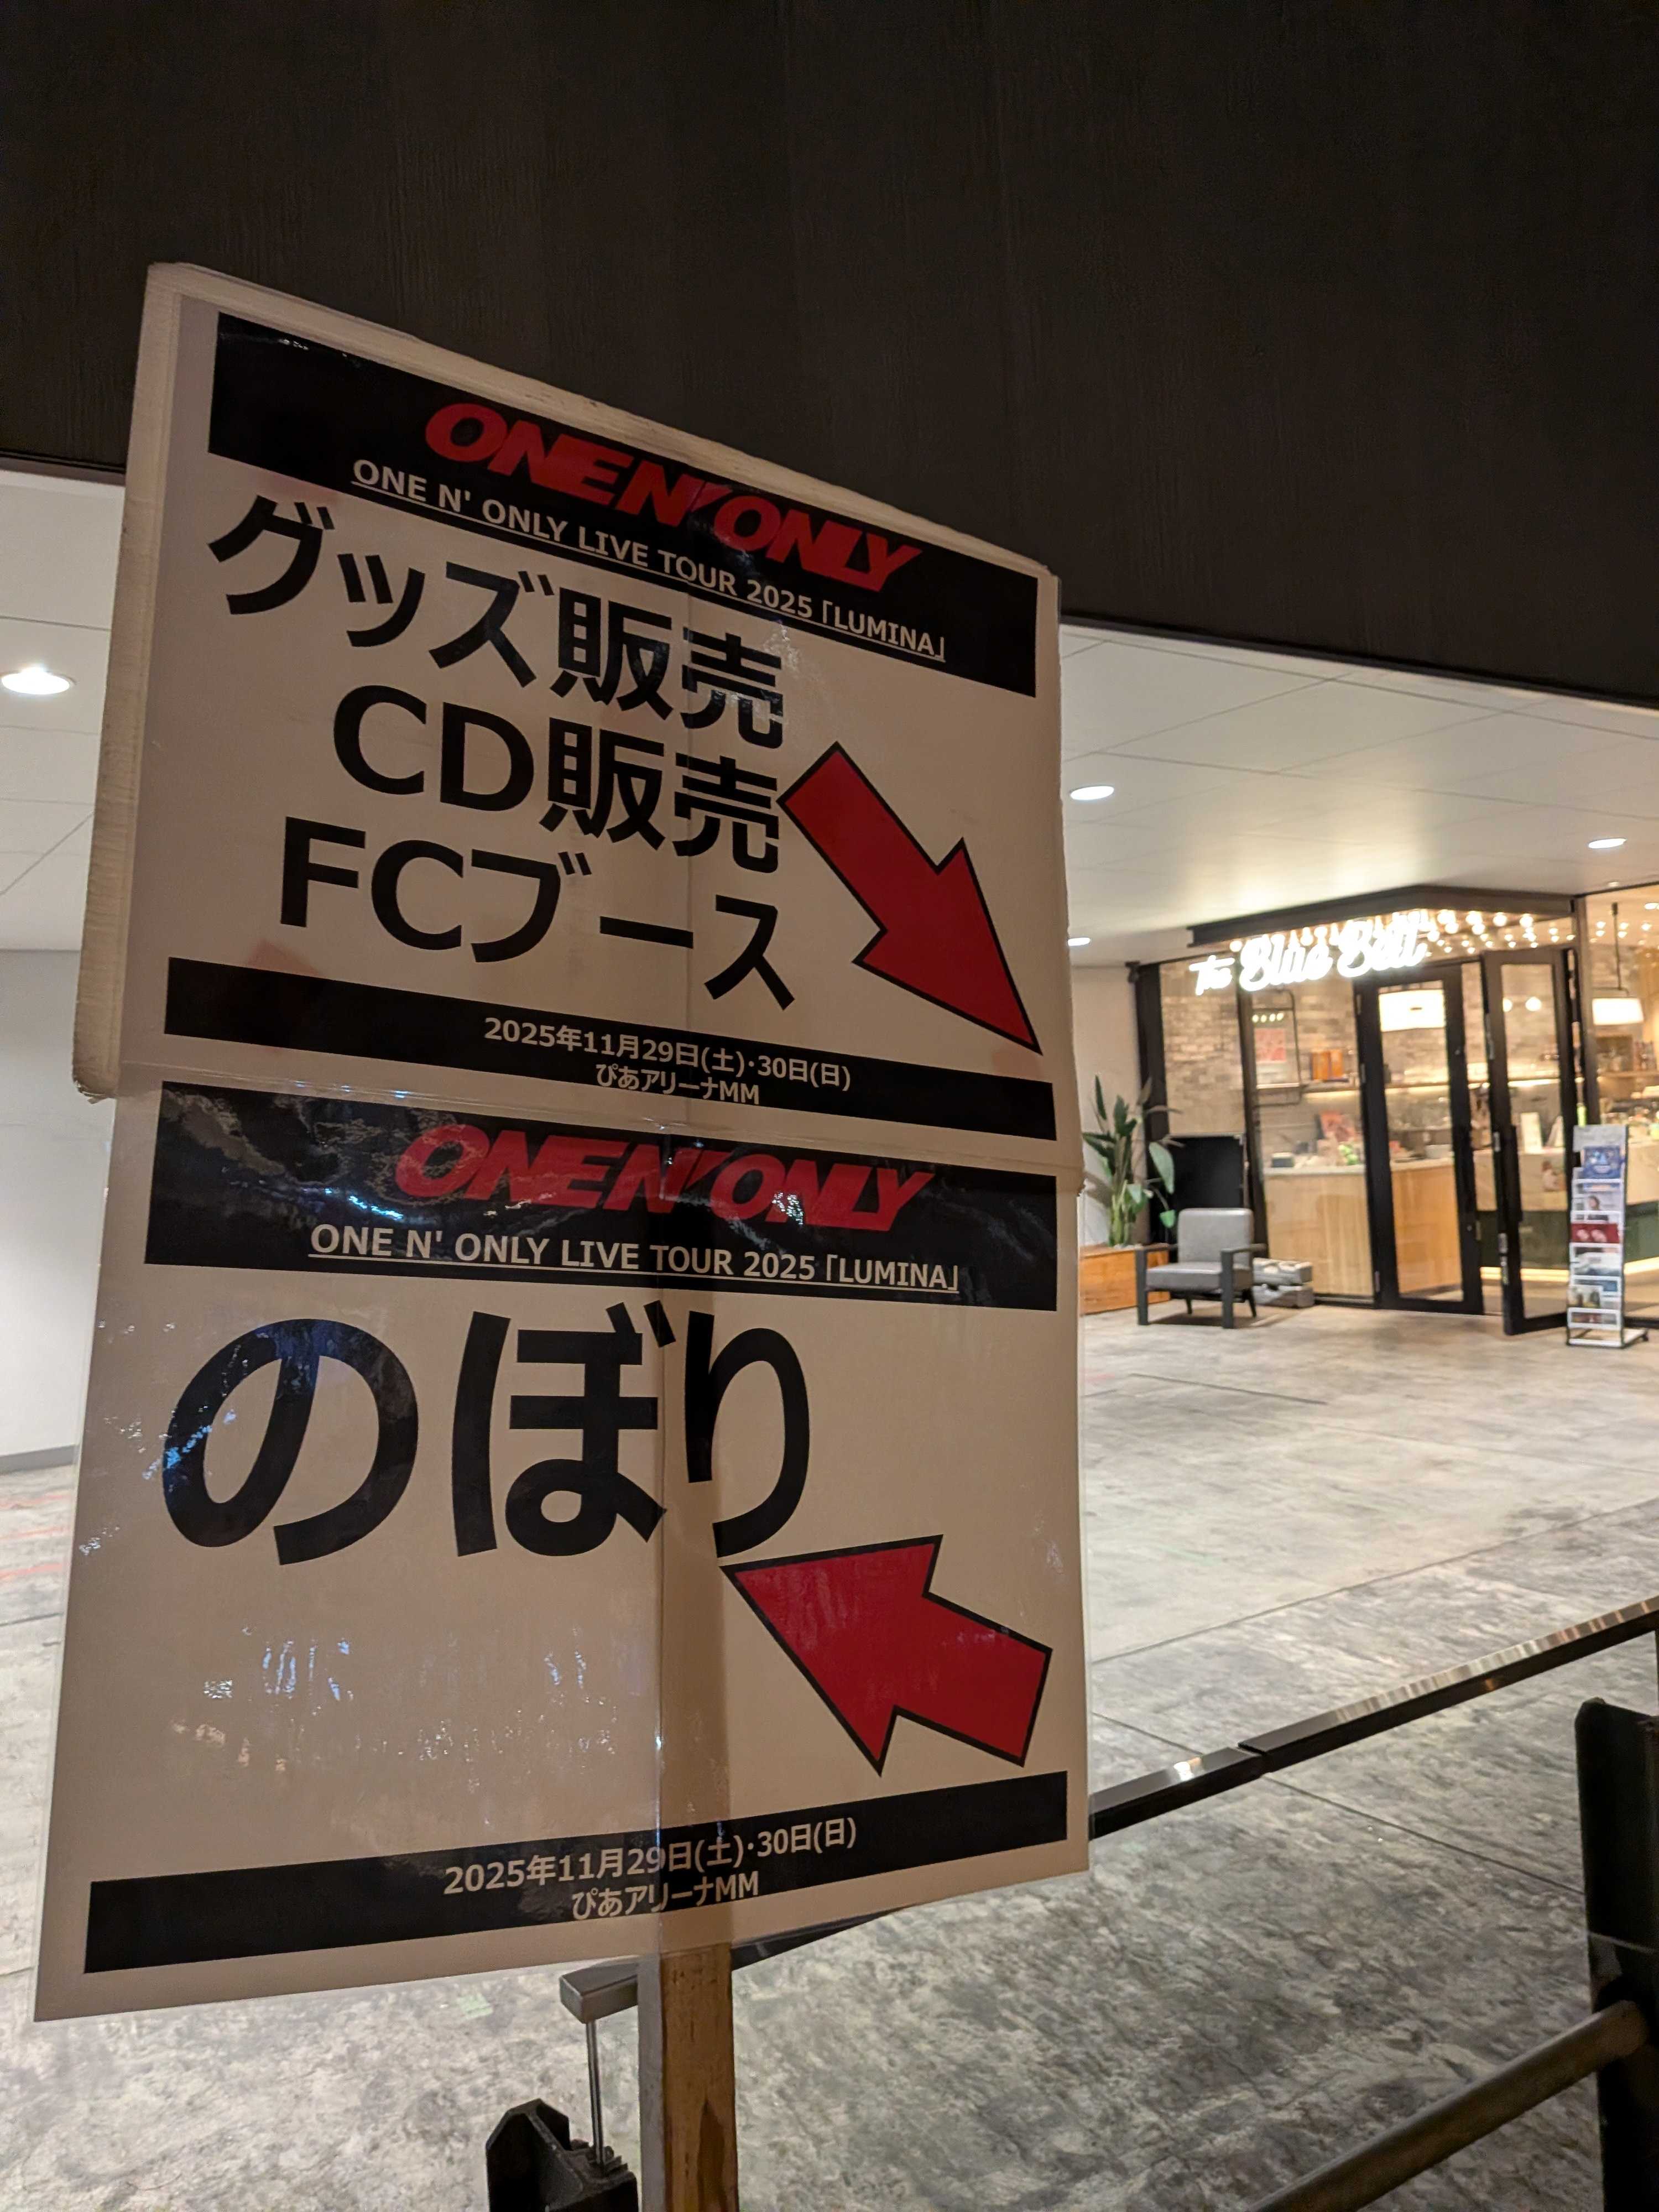 ONE N' ONLY
ONE N' ONLY LIVE TOUR 2025「LUMINA」
グッズ販売
CD販売
FCブース
2025年11月29日(土)･30日(日)
ぴあアリーナMM
ONE N' ONLY
ONE N' ONLY LIVE TOUR 2025「LUMINA」
のぼり
2025年11月29日(土)･30日(日)
ぴあアリーナMM
The Blue Bell